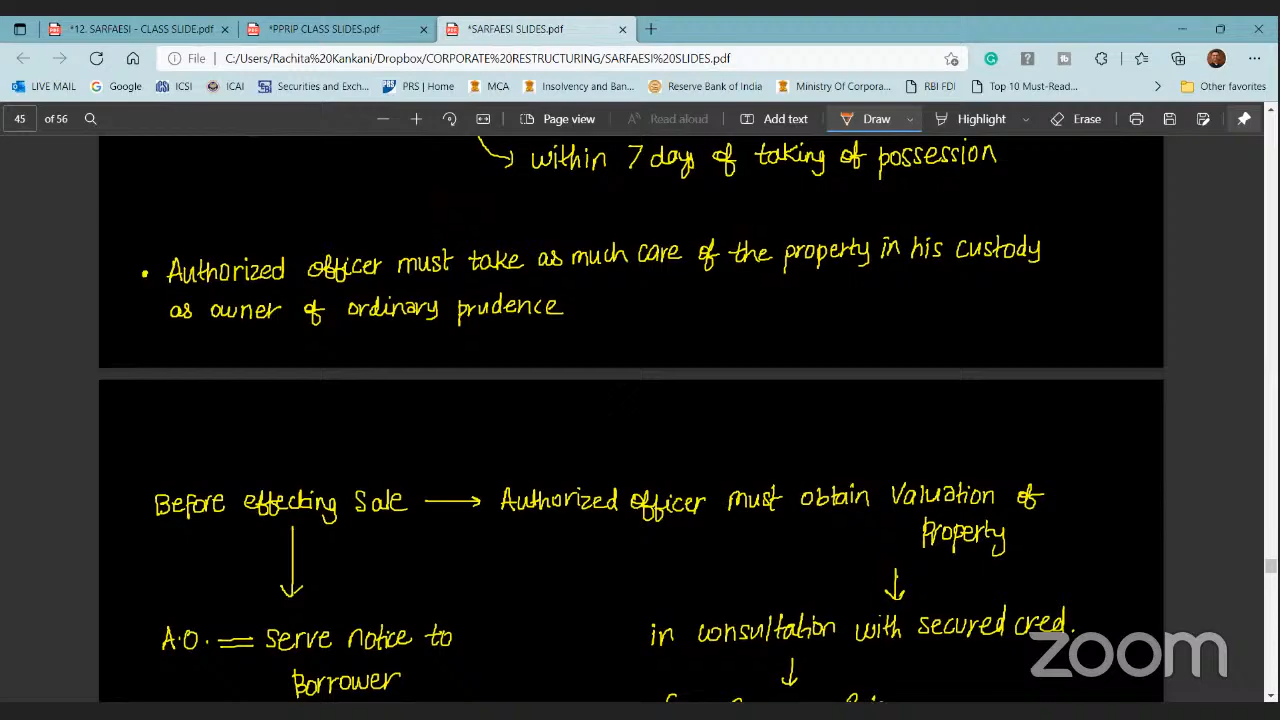 *12. SARFAESI - CLASS SLIDE.pdf
*PPRIP CLASS SLIDES.pdf
*SARFAESI SLIDES.pdf
File C:/Users/Rachita%20Kankani/Dropbox/CORPORATE%20RESTRUCTURING/SARFAESI%20SLIDES.pdf
LIVE MAIL Google ICSI ICAI Securities and Exch... PRS | Home MCA Insolvency and Ban... Reserve Bank of India Ministry Of Corpora... RBI FDI Top 10 Must-Read... Other favorites
45 of 56 Page view Read aloud Add text Draw Highlight Erase
within 7 days of taking of possession
• Authorized officer must take as much care of the property in his custody
as owner of ordinary prudence
Before effecting Sale → Authorized officer must obtain Valuation of
Property
A.O. = serve notice to
Borrower
in consultation with secured cred.
zoom